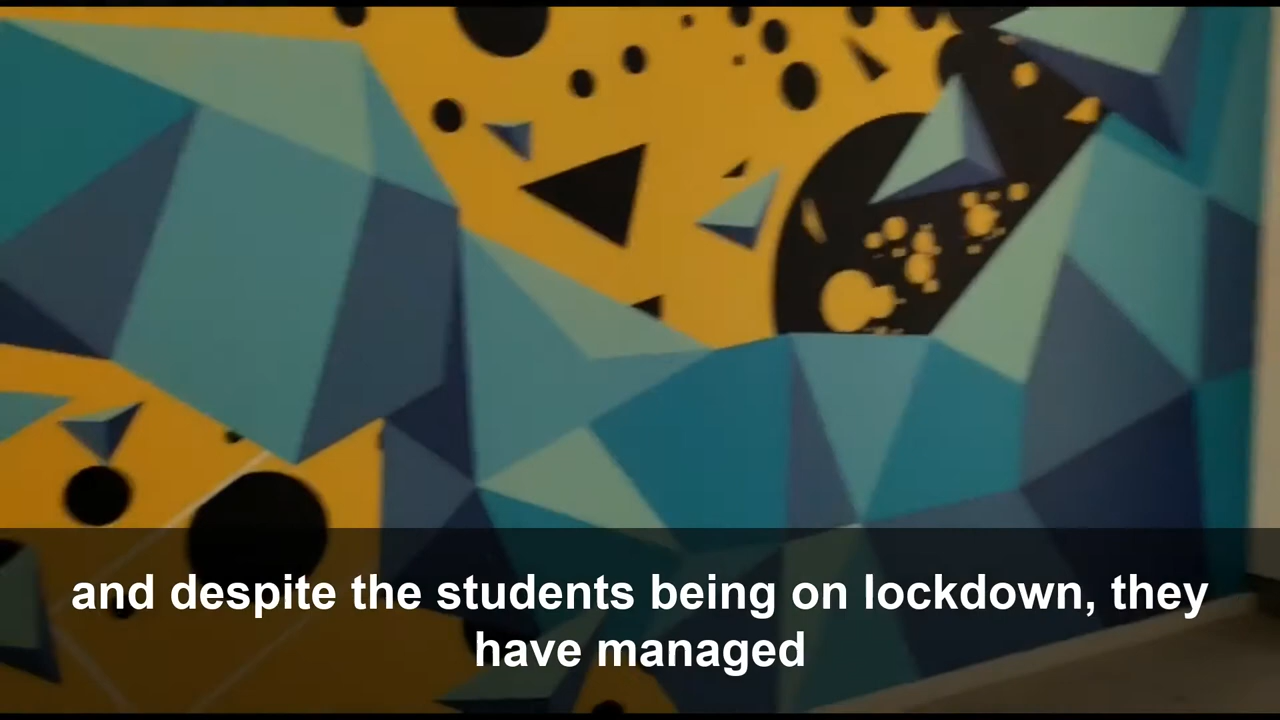 and despite the students being on lockdown, they
have managed